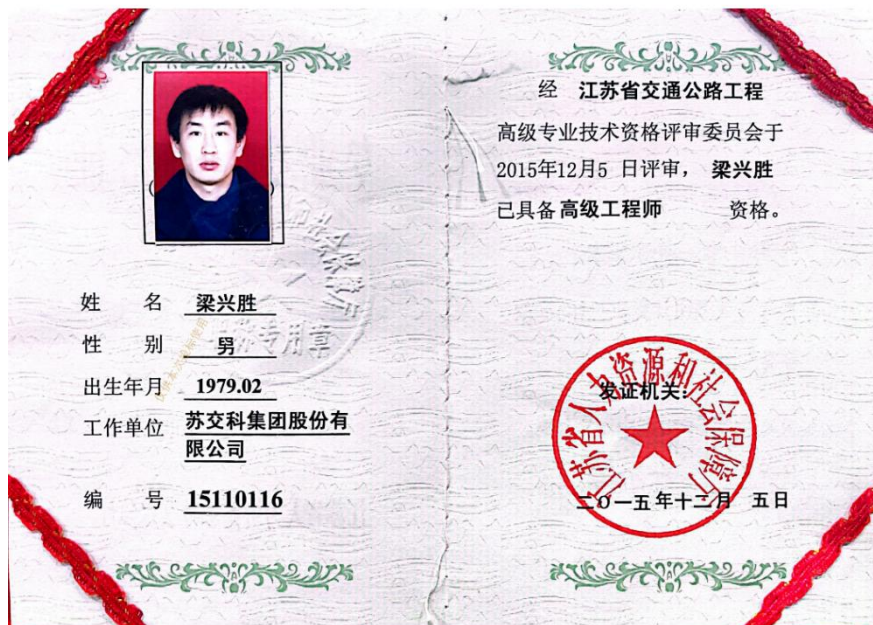 姓 名 梁兴胜
性 别 男
出生年月 1979.02
工作单位 苏交科集团股份有
限公司
编 号 15110116
专用章
经 江苏省交通公路工程
高级专业技术资格评审委员会于
2015年12月5 日评审， 梁兴胜
已具备 高级工程师 资格。
江苏省人力资源和社会保障厅
发证机关：
二〇一五年十二月 五日